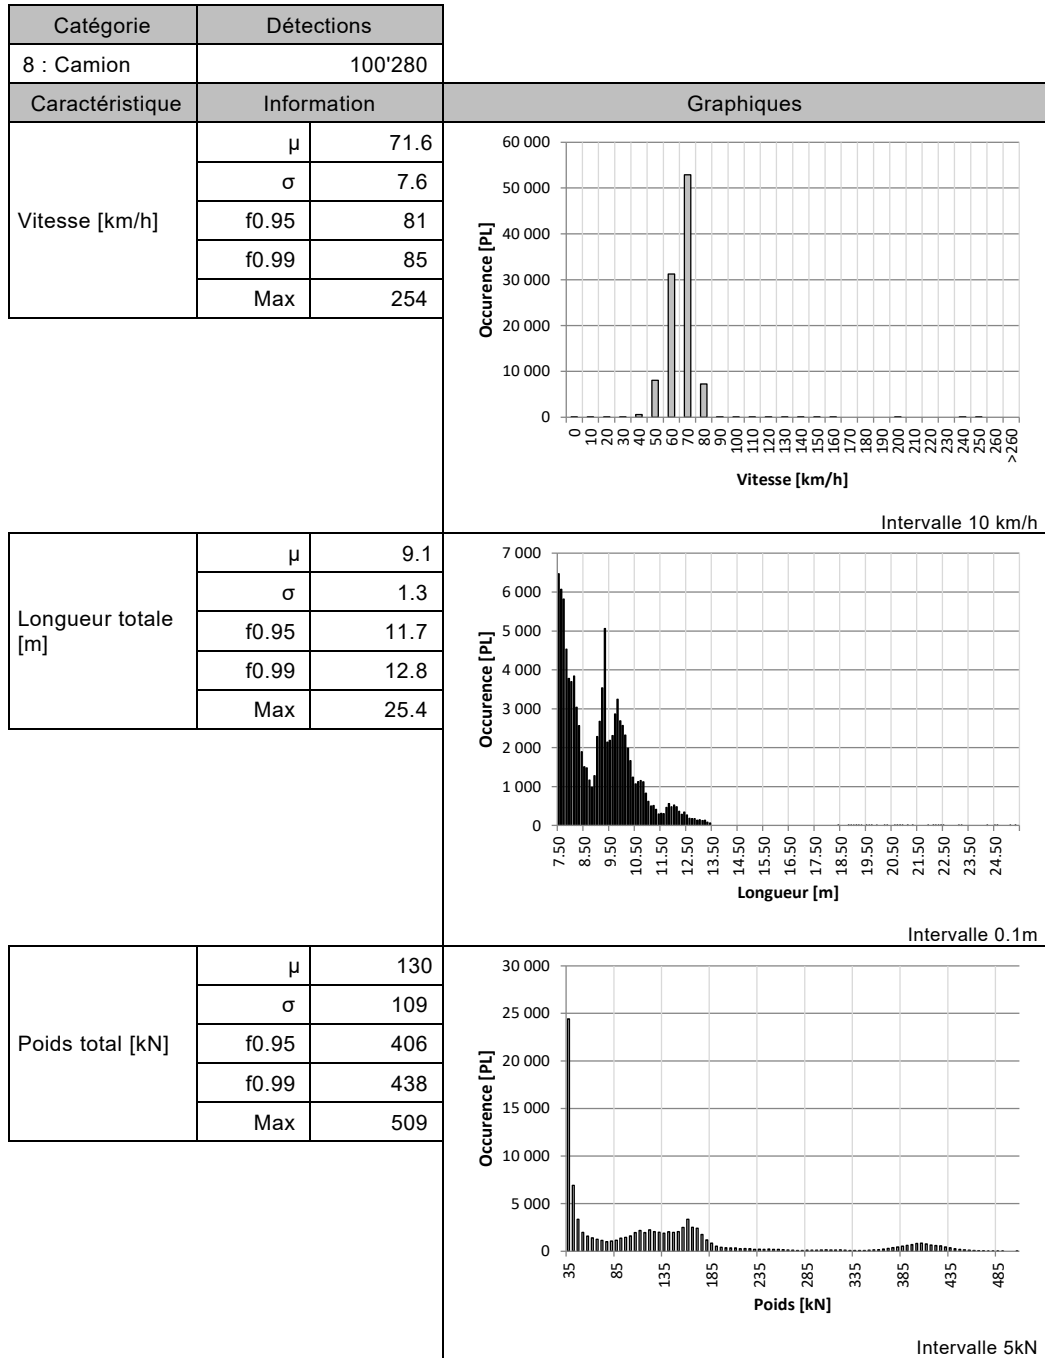 Catégorie Détections
8 : Camion 100'280
Caractéristique Information Graphiques
Vitesse [km/h]
µ 71.6
σ 7.6
f0.95 81
f0.99 85
Max 254
60 000
50 000
40 000
30 000
20 000
10 000
0
Occurence [PL]
0 10 20 30 40 50 60 70 80 90 100 110 120 130 140 150 160 170 180 190 200 210 220 230 240 250 260 >260
Vitesse [km/h]
Intervalle 10 km/h
Longueur totale
[m]
µ 9.1
σ 1.3
f0.95 11.7
f0.99 12.8
Max 25.4
7 000
6 000
5 000
4 000
3 000
2 000
1 000
0
Occurence [PL]
7.50 8.50 9.50 10.50 11.50 12.50 13.50 14.50 15.50 16.50 17.50 18.50 19.50 20.50 21.50 22.50 23.50 24.50
Longueur [m]
Intervalle 0.1m
Poids total [kN]
µ 130
σ 109
f0.95 406
f0.99 438
Max 509
30 000
25 000
20 000
15 000
10 000
5 000
0
Occurence [PL]
35 85 135 185 235 285 335 385 435 485
Poids [kN]
Intervalle 5kN